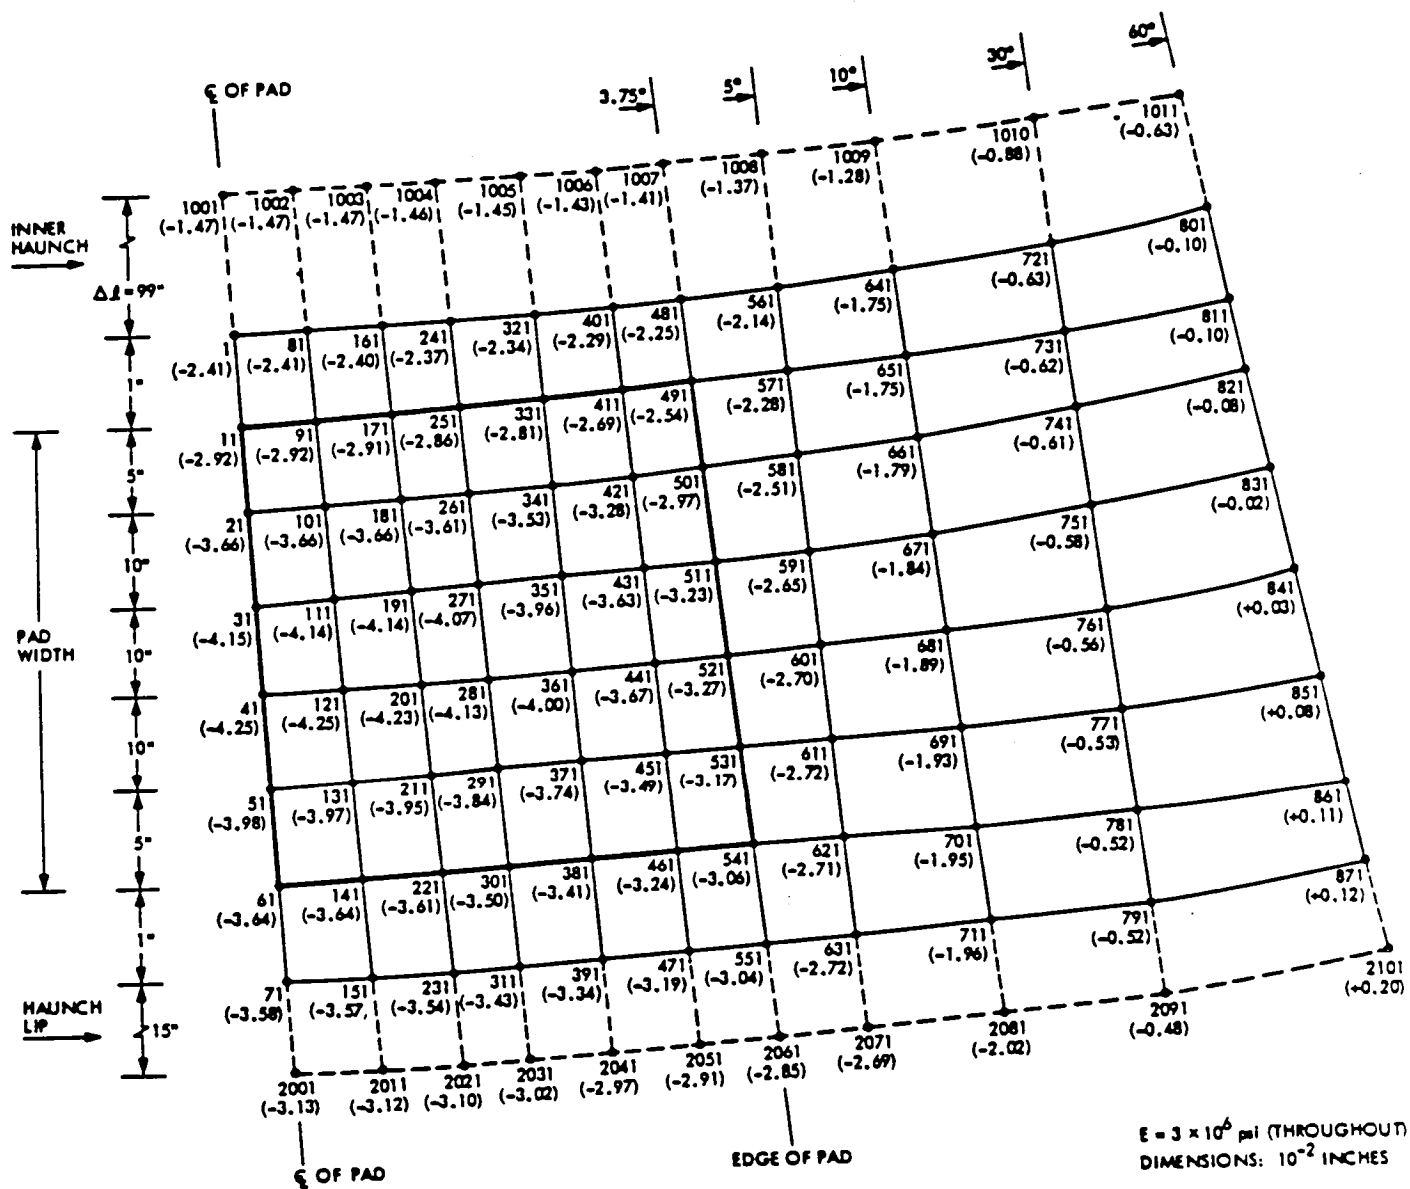 60°
30°
10°
5°
3.75°
℄ OF PAD
1011
(-0.63)
1010
(-0.88)
1009
(-1.28)
1008
(-1.37)
1001 1002 1003 1004 1005 1006 1007
(-1.47) (-1.47) (-1.47) (-1.46) (-1.45) (-1.43) (-1.41)
INNER
HAUNCH
Δℓ = 99"
1 81 161 241 321 401 481 561 641 721 801
(-2.41) (-2.41) (-2.40) (-2.37) (-2.34) (-2.29) (-2.25) (-2.14) (-1.75) (-0.63) (-0.10)
1"
11 91 171 251 331 411 491 571 651 731 811
(-2.92) (-2.92) (-2.91) (-2.86) (-2.81) (-2.69) (-2.54) (-2.28) (-1.75) (-0.62) (-0.10)
5"
21 101 181 261 341 421 501 581 661 741 821
(-3.66) (-3.66) (-3.66) (-3.61) (-3.53) (-3.28) (-2.97) (-2.51) (-1.79) (-0.61) (-0.08)
10"
31 111 191 271 351 431 511 591 671 751 831
(-4.15) (-4.14) (-4.14) (-4.07) (-3.96) (-3.63) (-3.23) (-2.65) (-1.84) (-0.58) (-0.02)
PAD
WIDTH
10"
41 121 201 281 361 441 521 601 681 761 841
(-4.25) (-4.25) (-4.23) (-4.13) (-4.00) (-3.67) (-3.27) (-2.70) (-1.89) (-0.56) (+0.03)
10"
51 131 211 291 371 451 531 611 691 771 851
(-3.98) (-3.97) (-3.95) (-3.84) (-3.74) (-3.49) (-3.17) (-2.72) (-1.93) (-0.53) (+0.08)
5"
61 141 221 301 381 461 541 621 701 781 861
(-3.64) (-3.64) (-3.61) (-3.50) (-3.41) (-3.24) (-3.06) (-2.71) (-1.95) (-0.52) (+0.11)
1"
71 151 231 311 391 471 551 631 711 791 871
(-3.58) (-3.57) (-3.54) (-3.43) (-3.34) (-3.19) (-3.04) (-2.72) (-1.96) (-0.52) (+0.12)
HAUNCH
LIP
15"
2001 2011 2021 2031 2041 2051 2061 2071 2081 2091 2101
(-3.13) (-3.12) (-3.10) (-3.02) (-2.97) (-2.91) (-2.85) (-2.69) (-2.02) (-0.48) (+0.20)
℄ OF PAD
EDGE OF PAD
E = 3 × 10⁶ psi (THROUGHOUT)
DIMENSIONS: 10⁻² INCHES